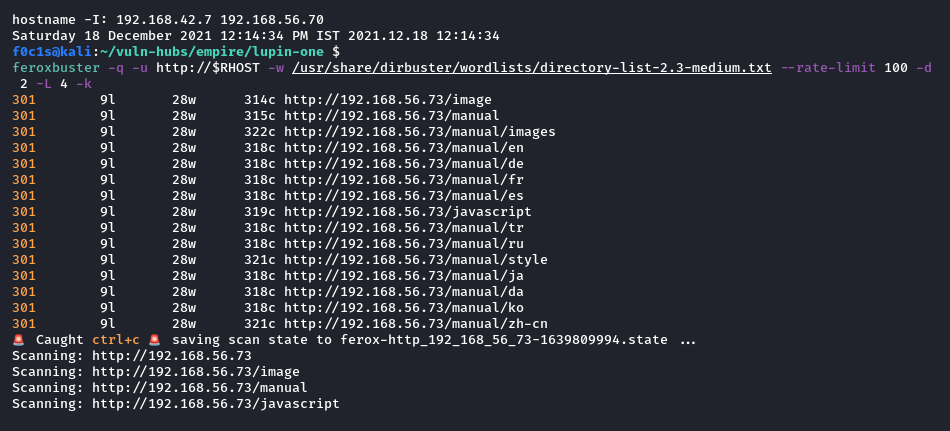 hostname -I: 192.168.42.7 192.168.56.70
Saturday 18 December 2021 12:14:34 PM IST 2021.12.18 12:14:34
f0c1s@kali:~/vuln-hubs/empire/lupin-one $
feroxbuster -q -u http://$RHOST -w /usr/share/dirbuster/wordlists/directory-list-2.3-medium.txt --rate-limit 100 -d
2 -L 4 -k
301 9l 28w 314c http://192.168.56.73/image
301 9l 28w 315c http://192.168.56.73/manual
301 9l 28w 322c http://192.168.56.73/manual/images
301 9l 28w 318c http://192.168.56.73/manual/en
301 9l 28w 318c http://192.168.56.73/manual/de
301 9l 28w 318c http://192.168.56.73/manual/fr
301 9l 28w 318c http://192.168.56.73/manual/es
301 9l 28w 319c http://192.168.56.73/javascript
301 9l 28w 318c http://192.168.56.73/manual/tr
301 9l 28w 318c http://192.168.56.73/manual/ru
301 9l 28w 321c http://192.168.56.73/manual/style
301 9l 28w 318c http://192.168.56.73/manual/ja
301 9l 28w 318c http://192.168.56.73/manual/da
301 9l 28w 318c http://192.168.56.73/manual/ko
301 9l 28w 321c http://192.168.56.73/manual/zh-cn
🚨 Caught ctrl+c 🚨 saving scan state to ferox-http_192_168_56_73-1639809994.state ...
Scanning: http://192.168.56.73
Scanning: http://192.168.56.73/image
Scanning: http://192.168.56.73/manual
Scanning: http://192.168.56.73/javascript